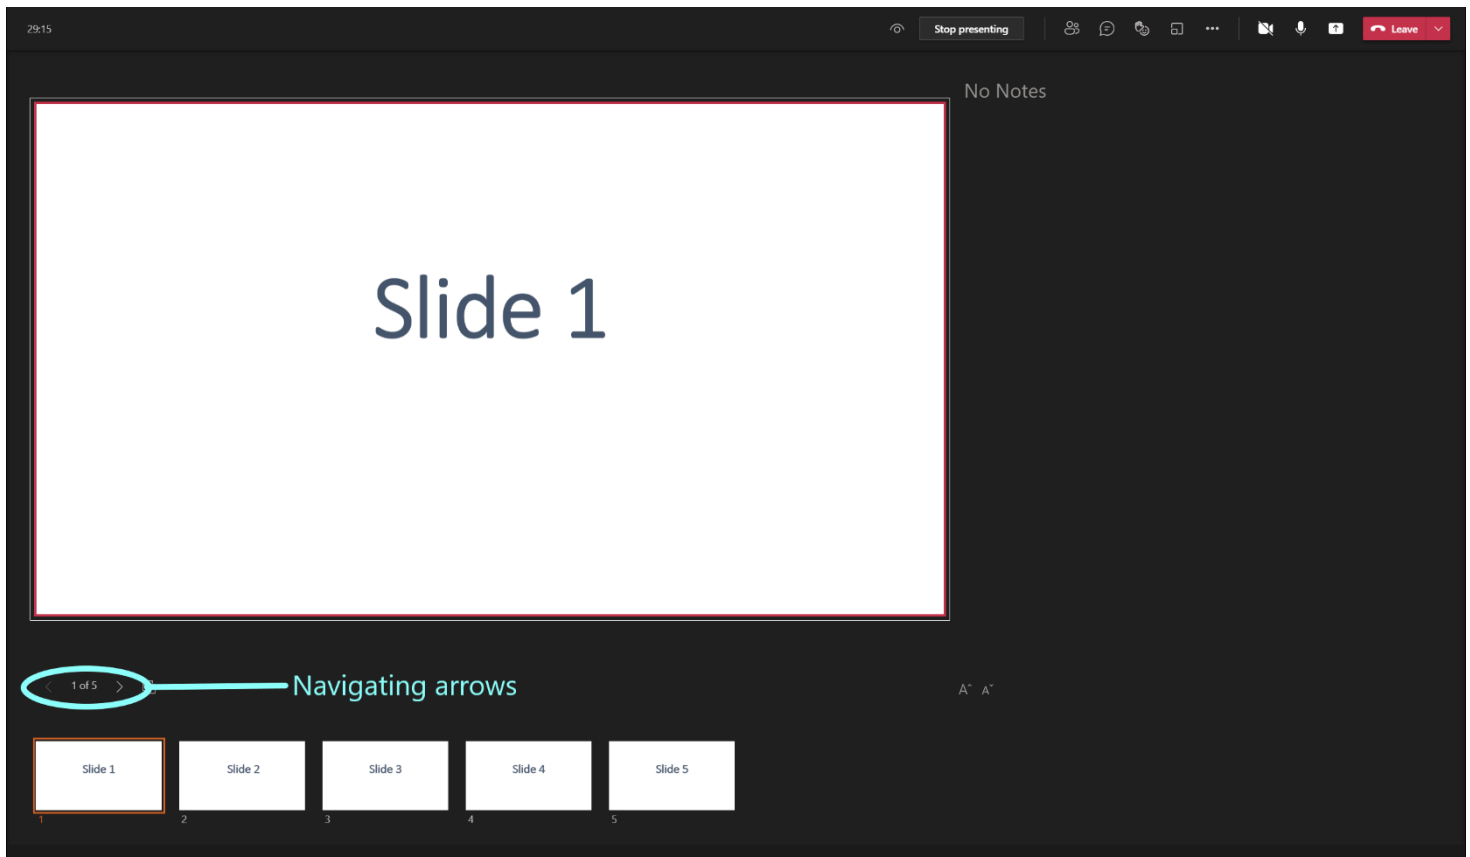 29:15
Stop presenting
Leave
No Notes
Slide 1
1 of 5
Navigating arrows
A A
Slide 1
Slide 2
Slide 3
Slide 4
Slide 5
1
2
3
4
5